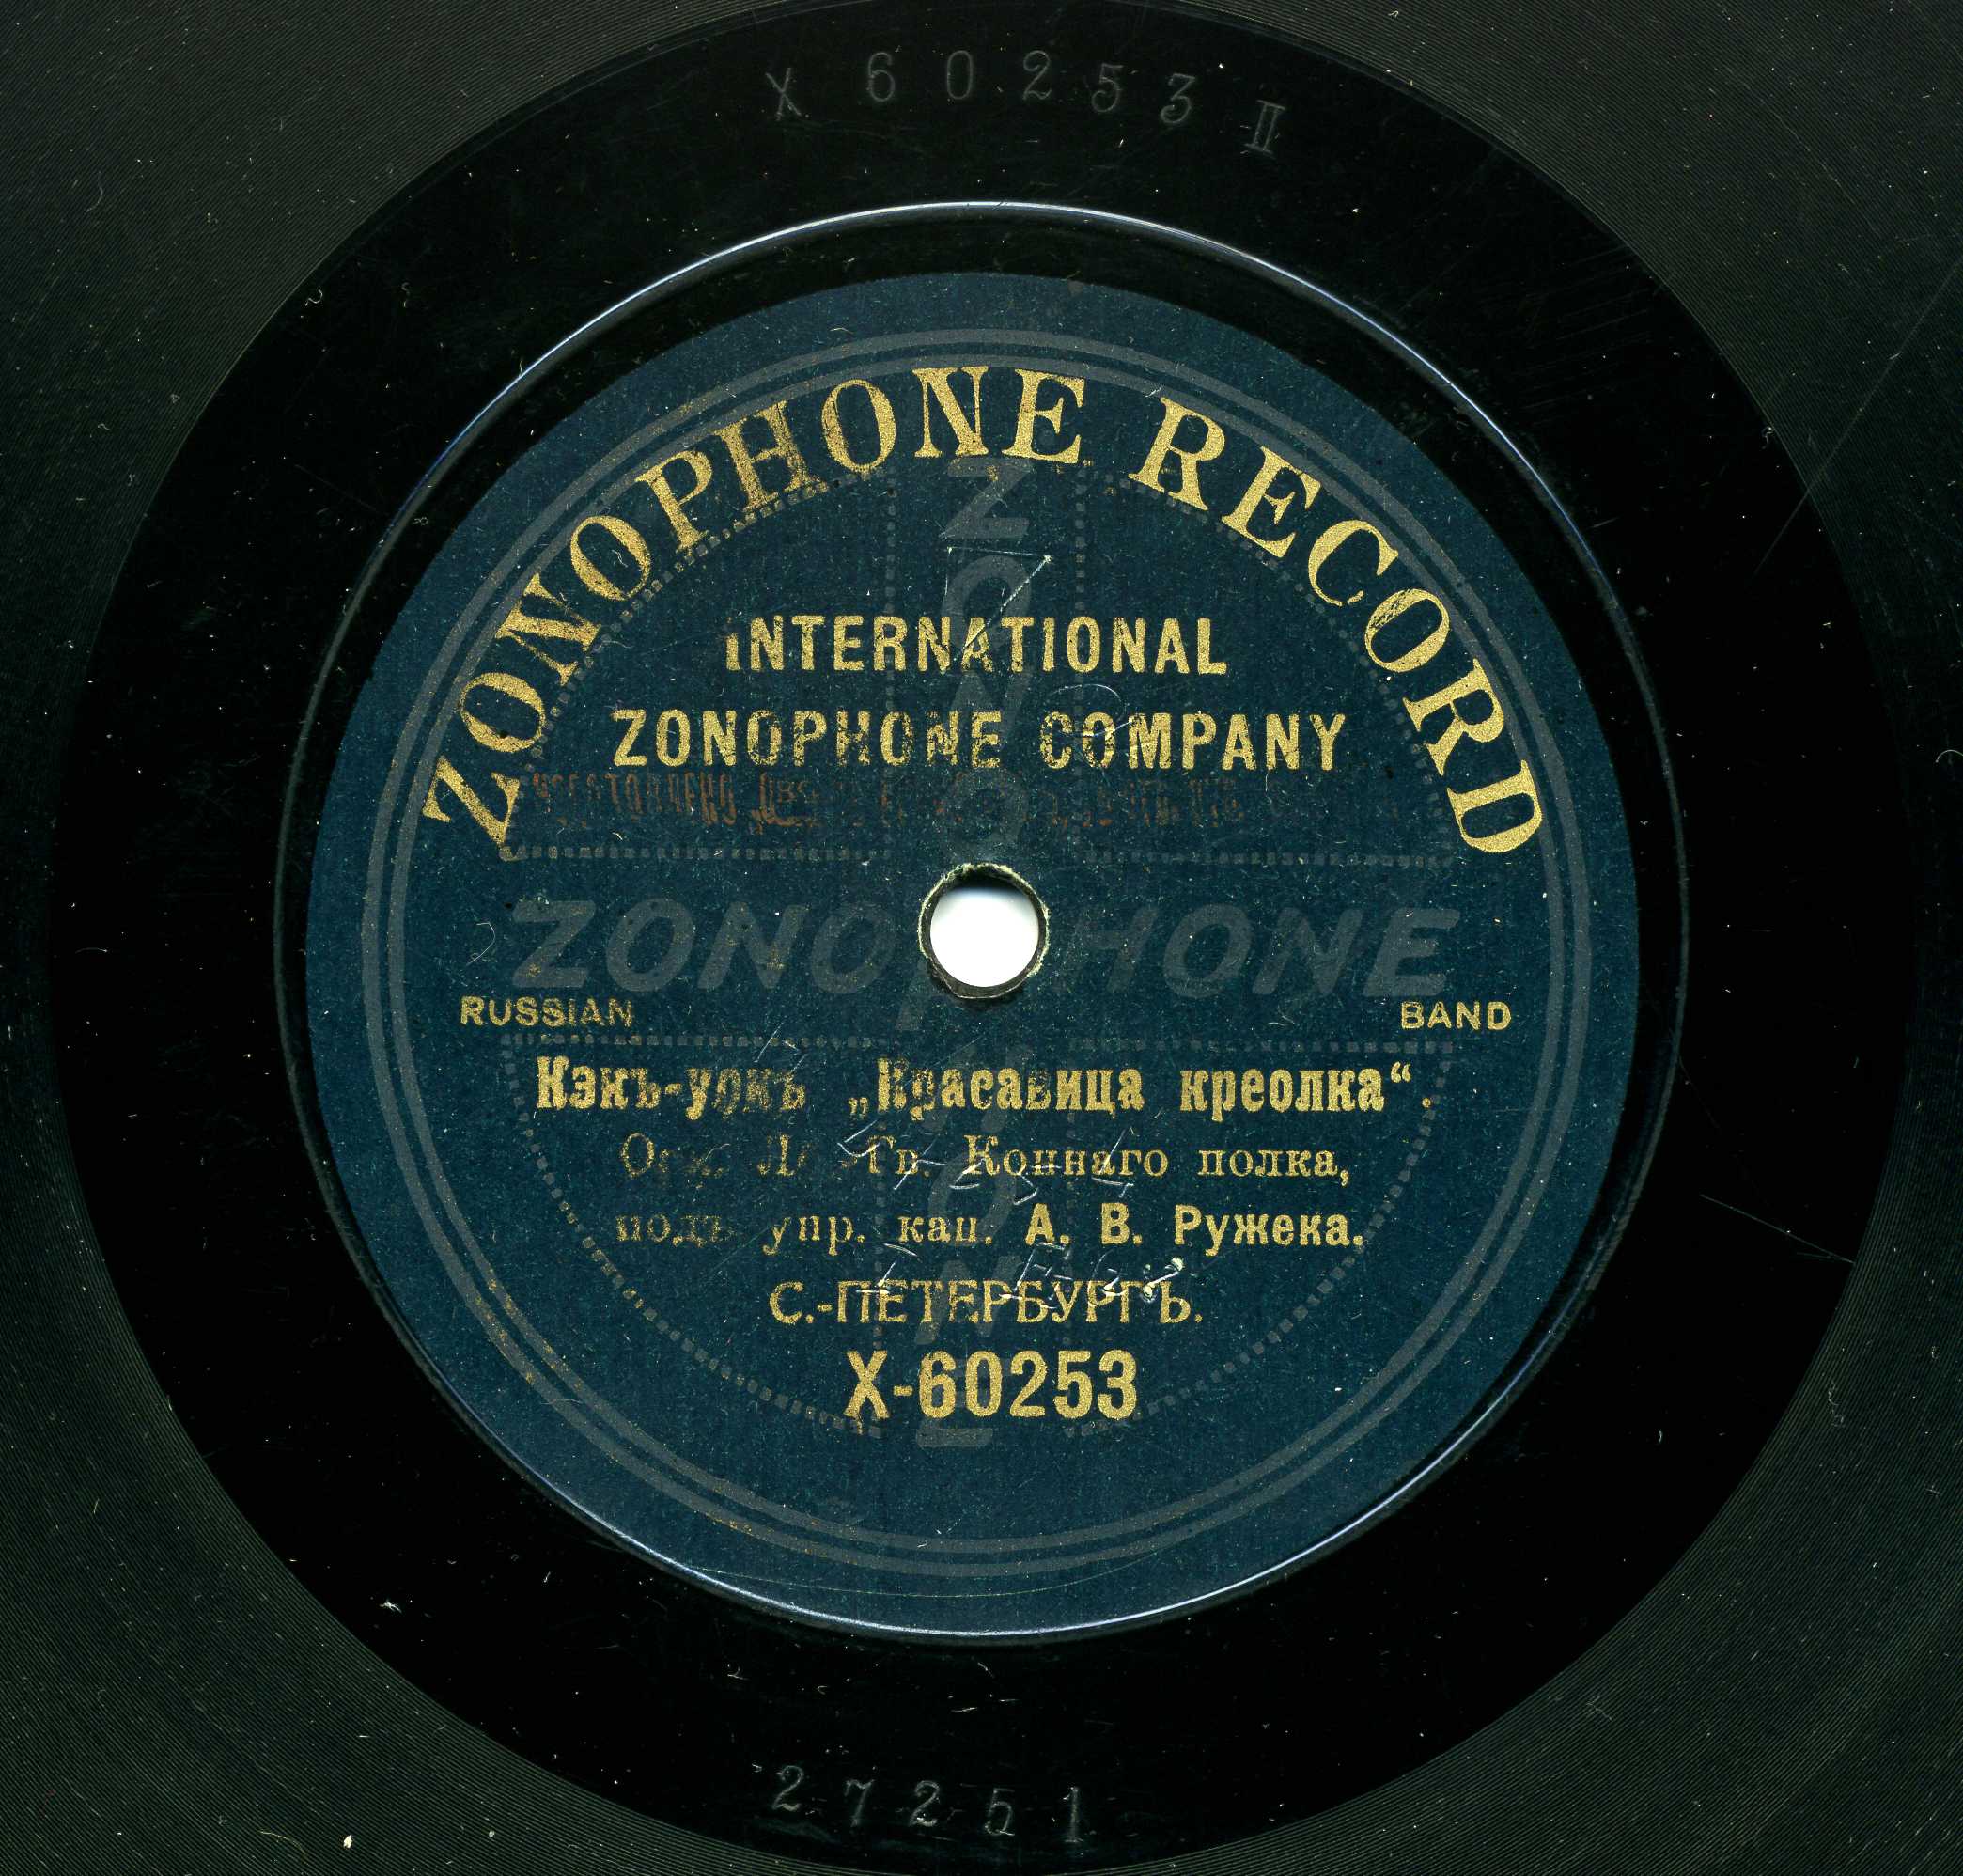 X 60253 II
ZONOPHONE RECORD
INTERNATIONAL
ZONOPHONE COMPANY
ZONOPHONE
ZONOPHONE
RUSSIAN BAND
Кэкъ-уокъ „Красавица креолка“.
Гв. Коннаго полка,
подъ упр. кап. А. В. Ружека.
С.-ПЕТЕРБУРГЪ.
X-60253
27251